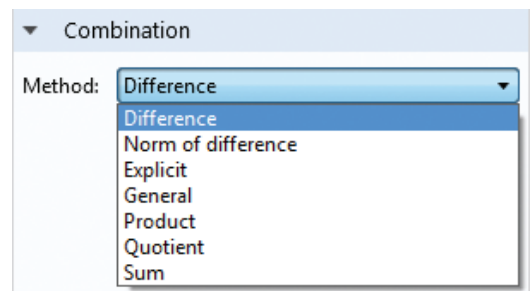 Combination
Method: Difference
Difference
Norm of difference
Explicit
General
Product
Quotient
Sum